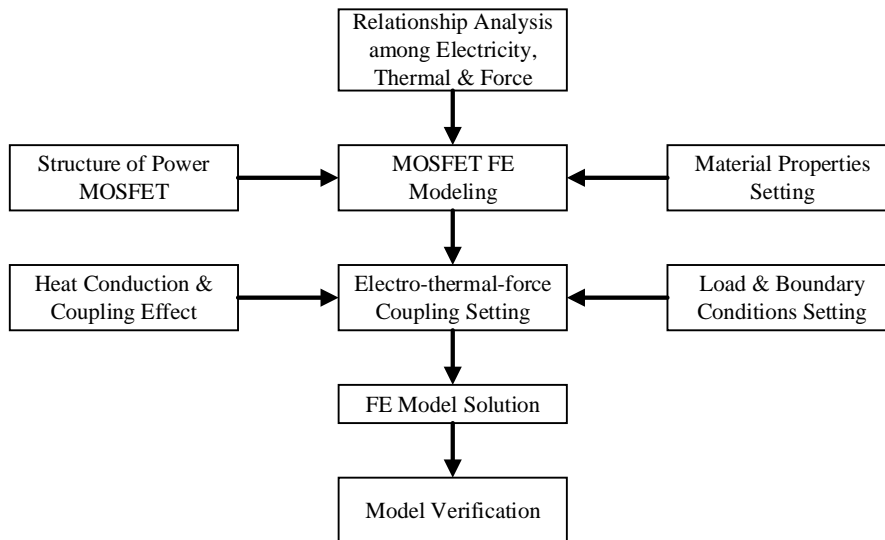 Relationship Analysis
among Electricity,
Thermal & Force
Structure of Power
MOSFET
MOSFET FE
Modeling
Material Properties
Setting
Heat Conduction &
Coupling Effect
Electro-thermal-force
Coupling Setting
Load & Boundary
Conditions Setting
FE Model Solution
Model Verification